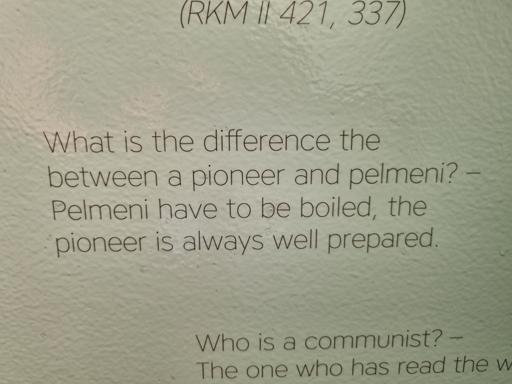 (RKM II 421, 337)
What is the difference the
between a pioneer and pelmeni? –
Pelmeni have to be boiled, the
pioneer is always well prepared.
Who is a communist? –
The one who has read the